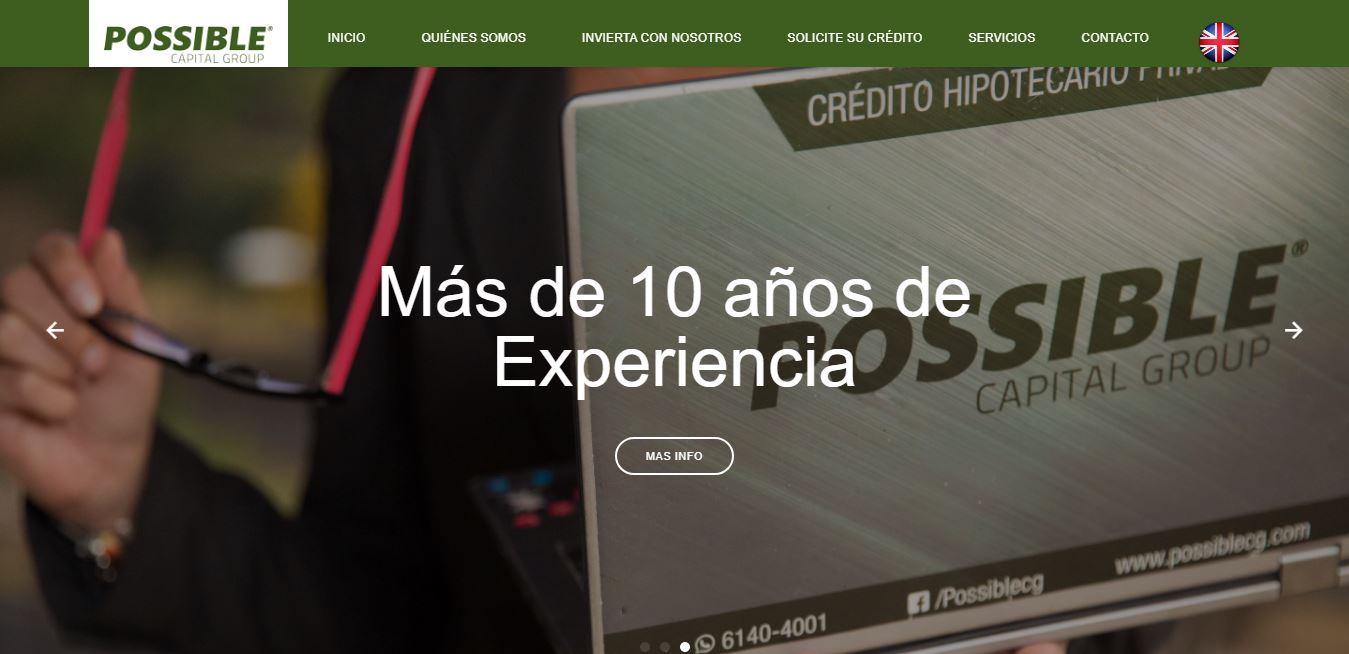 POSSIBLE®
CAPITAL GROUP
INICIO
QUIÉNES SOMOS
INVIERTA CON NOSOTROS
SOLICITE SU CRÉDITO
SERVICIOS
CONTACTO
CRÉDITO HIPOTECARIO PRIVADO
Más de 10 años de
Experiencia
POSSIBLE®
CAPITAL GROUP
MAS INFO
www.possiblecg.com
/Possiblecg
6140-4001